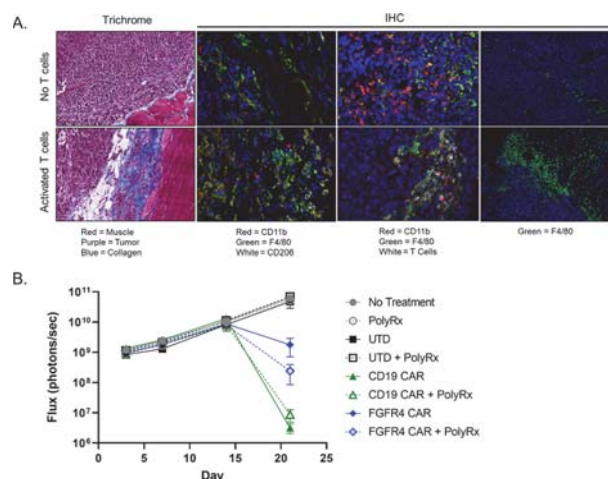 A.
Trichrome
IHC
No T cells
Activated T cells
Red = Muscle
Purple = Tumor
Blue = Collagen
Red = CD11b
Green = F4/80
White = CD206
Red = CD11b
Green = F4/80
White = T Cells
Green = F4/80
B.
Flux (photons/sec)
10¹¹
10¹⁰
10⁹
10⁸
10⁷
10⁶
0
5
10
15
20
25
Day
No Treatment
PolyRx
UTD
UTD + PolyRx
CD19 CAR
CD19 CAR + PolyRx
FGFR4 CAR
FGFR4 CAR + PolyRx